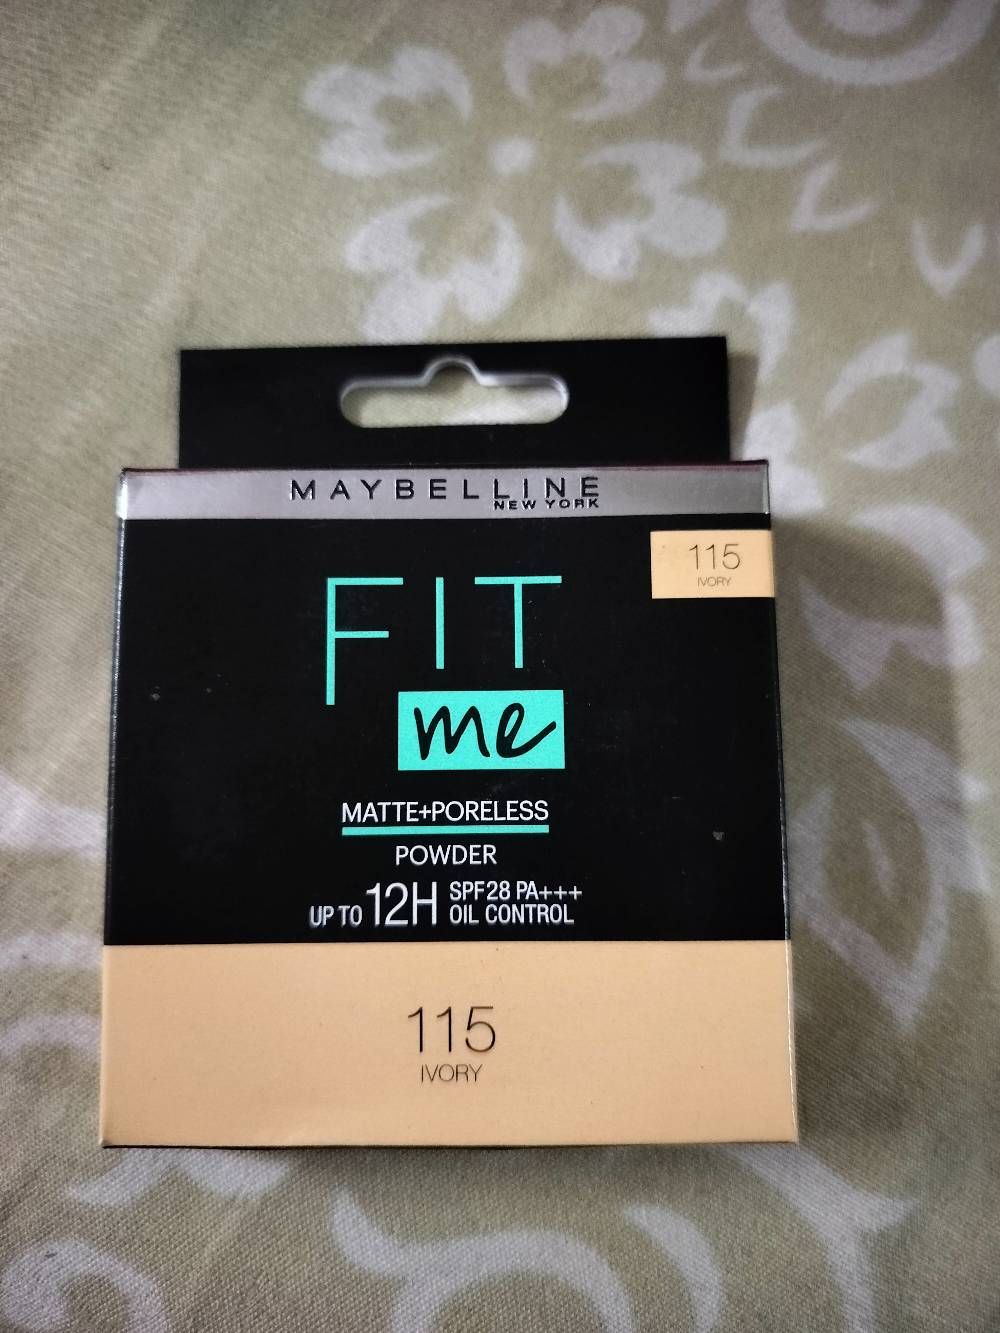 MAYBELLINE
NEW YORK
115
IVORY
FIT
me
MATTE+PORELESS
POWDER
UP TO 12H SPF28 PA+++
OIL CONTROL
115
IVORY